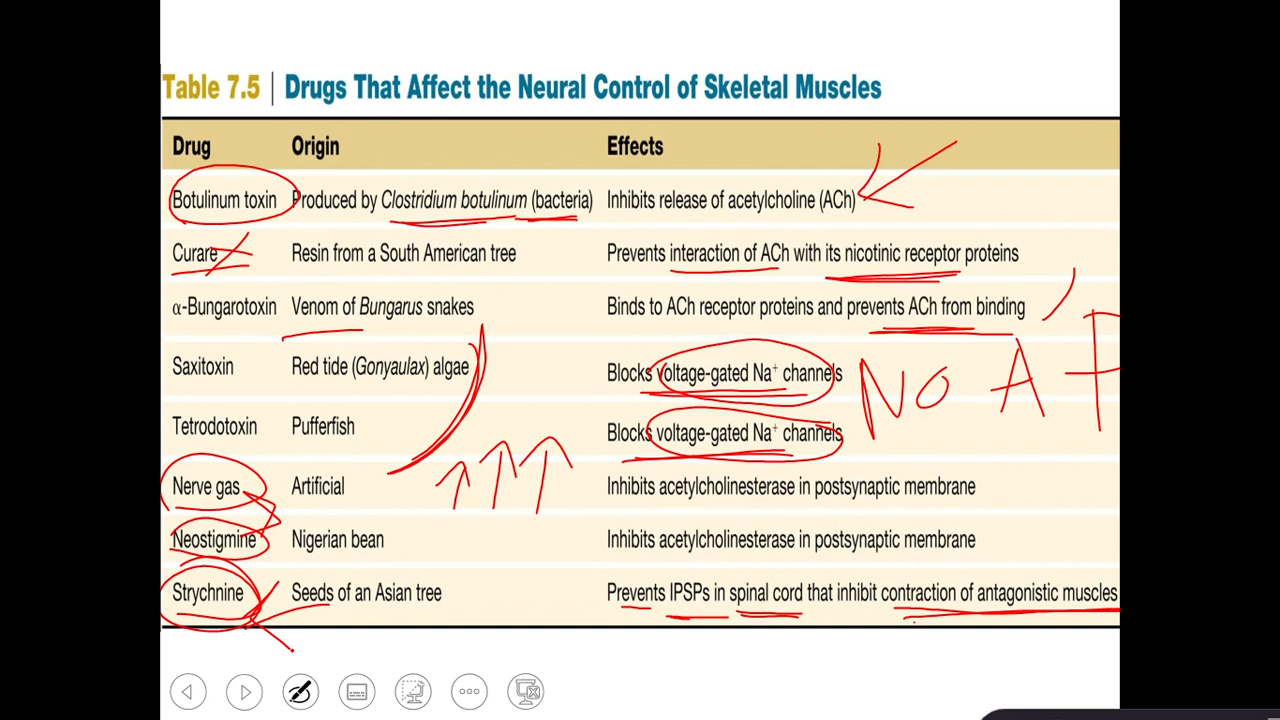 Table 7.5 | Drugs That Affect the Neural Control of Skeletal Muscles
Drug Origin Effects
Botulinum toxin Produced by Clostridium botulinum (bacteria) Inhibits release of acetylcholine (ACh)
Curare Resin from a South American tree Prevents interaction of ACh with its nicotinic receptor proteins
α-Bungarotoxin Venom of Bungarus snakes Binds to ACh receptor proteins and prevents ACh from binding
Saxitoxin Red tide (Gonyaulax) algae Blocks voltage-gated Na⁺ channels
No AP
Tetrodotoxin Pufferfish Blocks voltage-gated Na⁺ channels
Nerve gas Artificial Inhibits acetylcholinesterase in postsynaptic membrane
Neostigmine Nigerian bean Inhibits acetylcholinesterase in postsynaptic membrane
Strychnine Seeds of an Asian tree Prevents IPSPs in spinal cord that inhibit contraction of antagonistic muscles